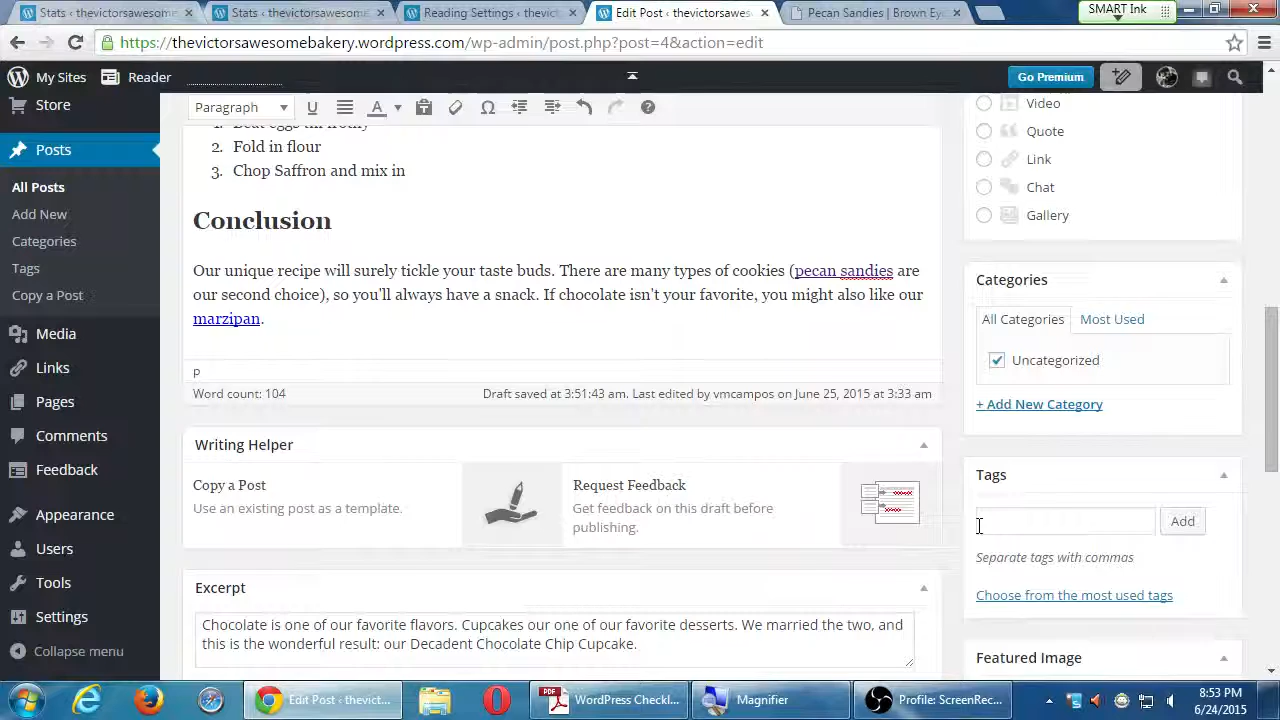 Stats ‹ thevictorsawesome
Stats ‹ thevictorsawesome
Reading Settings ‹ thevict
Edit Post ‹ thevictorsawes
Pecan Sandies | Brown Eye
SMART Ink
https://thevictorsawesomebakery.wordpress.com/wp-admin/post.php?post=4&action=edit
My Sites
Reader
Go Premium
Store
Posts
All Posts
Add New
Categories
Tags
Copy a Post
Media
Links
Pages
Comments
Feedback
Appearance
Users
Tools
Settings
Collapse menu
Paragraph
1. Beat eggs till frothy
2. Fold in flour
3. Chop Saffron and mix in
Conclusion
Our unique recipe will surely tickle your taste buds. There are many types of cookies (pecan sandies are
our second choice), so you'll always have a snack. If chocolate isn't your favorite, you might also like our
marzipan.
p
Word count: 104
Draft saved at 3:51:43 am. Last edited by vmcampos on June 25, 2015 at 3:33 am
Writing Helper
Copy a Post
Use an existing post as a template.
Request Feedback
Get feedback on this draft before
publishing.
Excerpt
Chocolate is one of our favorite flavors. Cupcakes our one of our favorite desserts. We married the two, and
this is the wonderful result: our Decadent Chocolate Chip Cupcake.
Video
Quote
Link
Chat
Gallery
Categories
All Categories
Most Used
Uncategorized
+ Add New Category
Tags
Add
Separate tags with commas
Choose from the most used tags
Featured Image
Edit Post ‹ thevict...
WordPress Checkl...
Magnifier
Profile: ScreenRec...
8:53 PM
6/24/2015